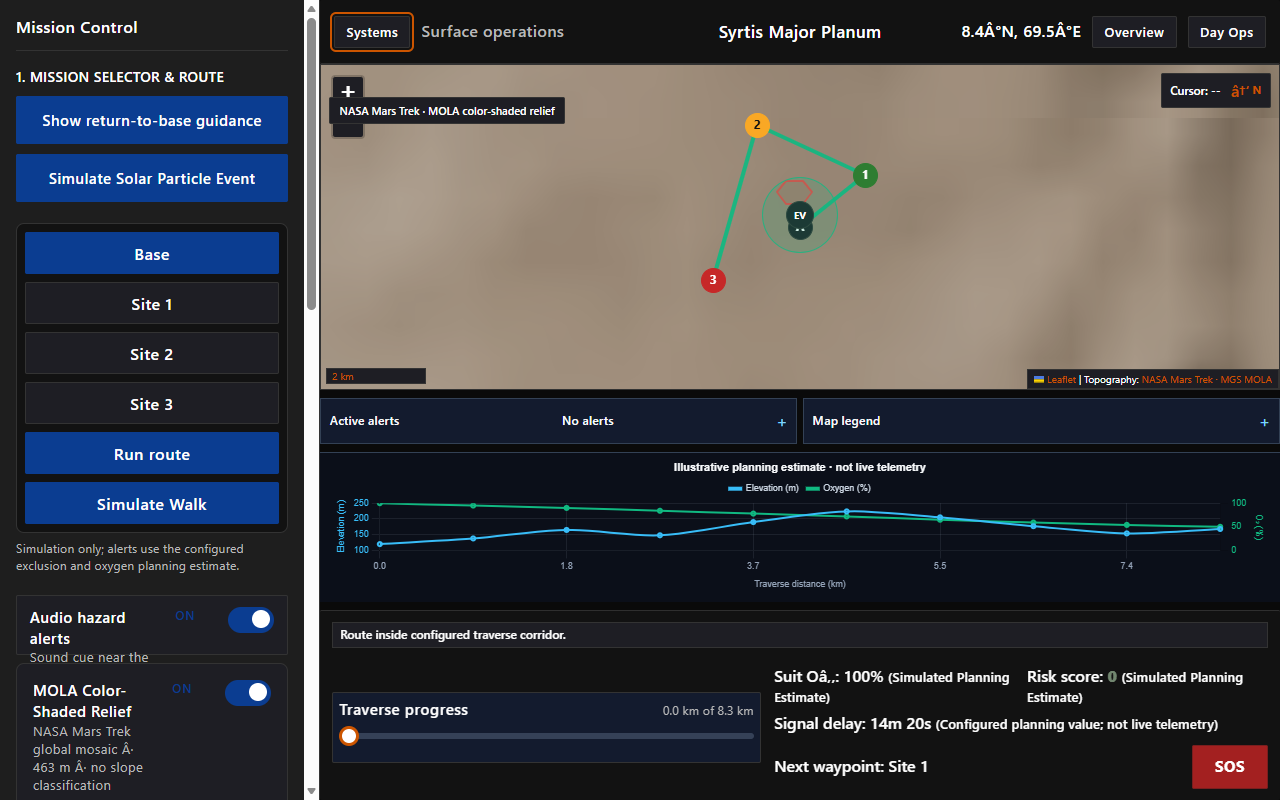 Mission Control
1. MISSION SELECTOR & ROUTE
Show return-to-base guidance
Simulate Solar Particle Event
Base
Site 1
Site 2
Site 3
Run route
Simulate Walk
Simulation only; alerts use the configured
exclusion and oxygen planning estimate.
Audio hazard
alerts
ON
Sound cue near the
MOLA Color-
Shaded Relief
ON
NASA Mars Trek
global mosaic Â·
463 m Â· no slope
classification
Systems
Surface operations
Syrtis Major Planum
8.4Â°N, 69.5Â°E
Overview
Day Ops
+
NASA Mars Trek · MOLA color-shaded relief
Cursor: --
â†' N
2
1
EV
3
2 km
Leaflet | Topography: NASA Mars Trek · MGS MOLA
Active alerts
No alerts
+
Map legend
+
Illustrative planning estimate · not live telemetry
Elevation (m)
Oxygen (%)
Elevation (m)
250
200
150
100
100
50
0
0.0
1.8
3.7
5.5
7.4
Traverse distance (km)
Route inside configured traverse corridor.
Traverse progress
0.0 km of 8.3 km
Suit Oâ‚‚: 100% (Simulated Planning
Estimate)
Risk score: 0 (Simulated Planning
Estimate)
Signal delay: 14m 20s (Configured planning value; not live telemetry)
Next waypoint: Site 1
SOS